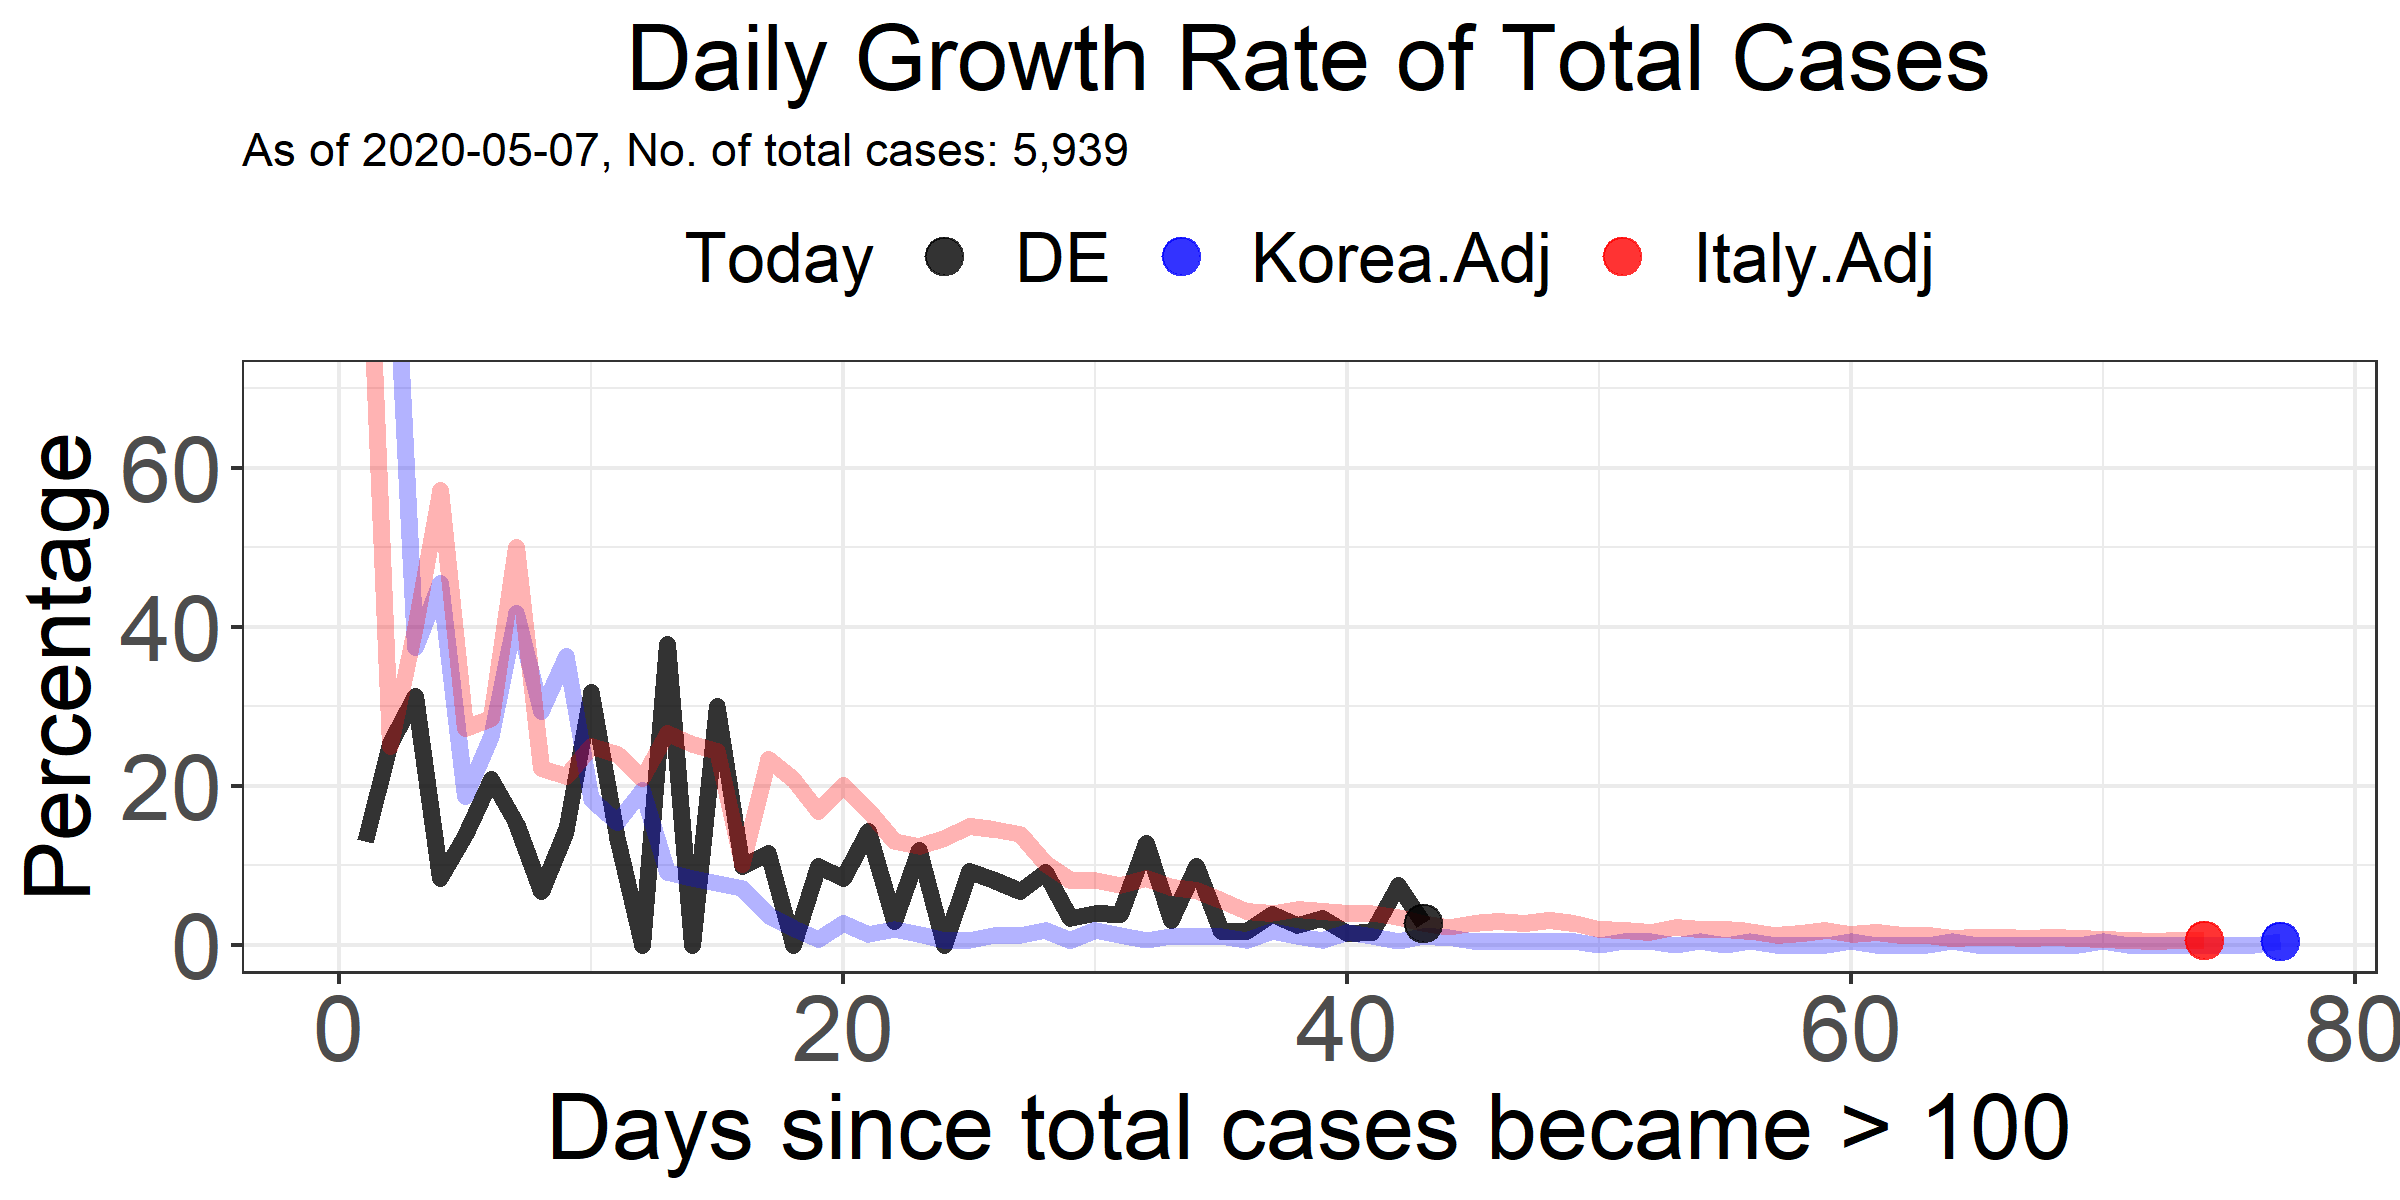 Daily Growth Rate of Total Cases
As of 2020-05-07, No. of total cases: 5,939
Today DE Korea.Adj Italy.Adj
Percentage
60
40
20
0
0 20 40 60 80
Days since total cases became > 100